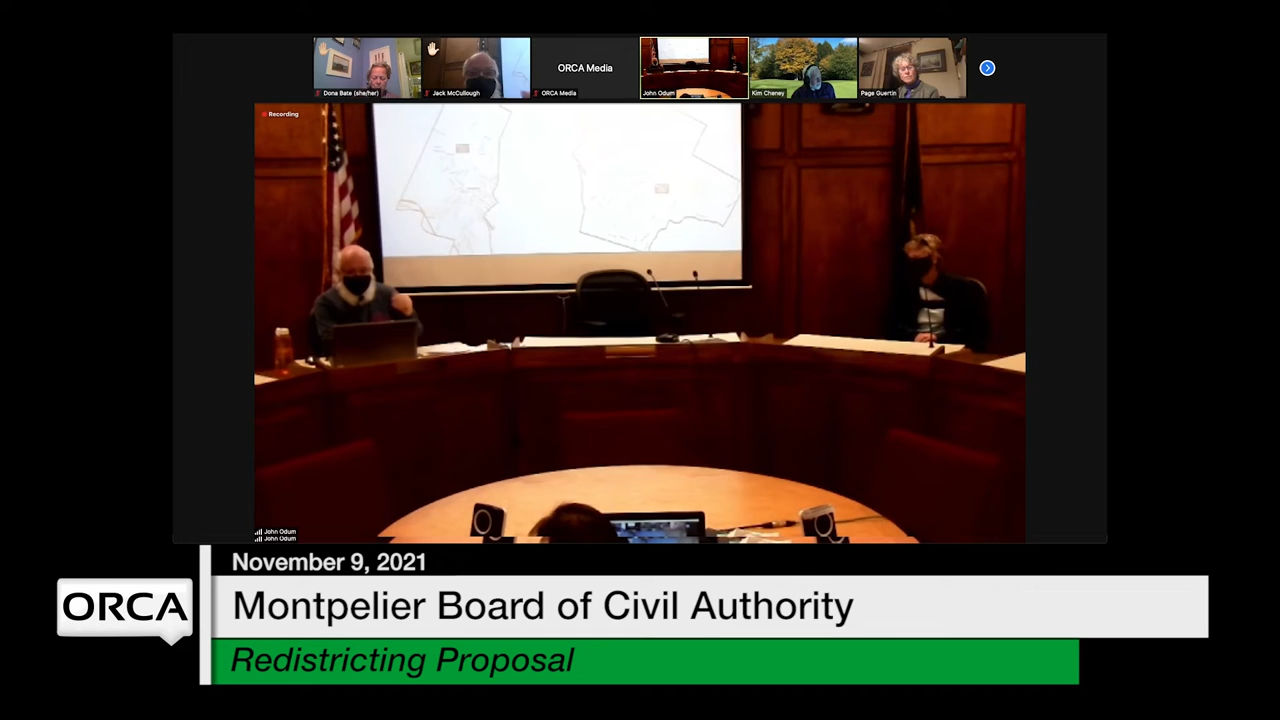 Dona Bate (she/her)
Jack McCullough
ORCA Media
ORCA Media
John Odum
Kim Cheney
Page Guertin
Recording
John Odum
John Odum
November 9, 2021
ORCA
Montpelier Board of Civil Authority
Redistricting Proposal